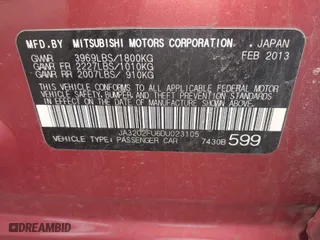 MFD.BY MITSUBISHI MOTORS CORPORATION, JAPAN
GVWR 3969LBS/1800KG FEB 2013
GAWR FR 2227LBS/1010KG
GAWR RR 2007LBS/ 910KG
THIS VEHICLE CONFORMS TO ALL APPLICABLE
FEDERAL MOTOR VEHICLE SAFETY, BUMPER, AND
THEFT PREVENTION STANDARDS IN EFFECT ON
THE DATE OF MANUFACTURE SHOWN ABOVE.
JA32U2FU6DU023105
VEHICLE TYPE: PASSENGER CAR 7430B 599
DREAMBID